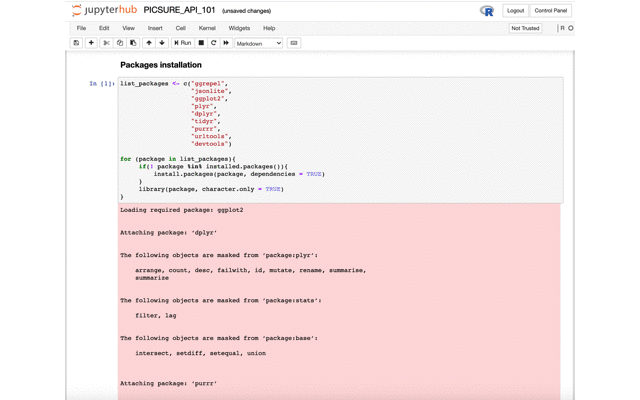 jupyterhub PICSURE_API_101 (unsaved changes) R Logout Control Panel
File Edit View Insert Cell Kernel Widgets Help Not Trusted R
Run Markdown
Packages installation
In [1]: list_packages <- c("ggrepel",
"jsonlite",
"ggplot2",
"plyr",
"dplyr",
"tidyr",
"purrr",
"urltools",
"devtools")
for (package in list_packages){
if(! package %in% installed.packages()){
install.packages(package, dependencies = TRUE)
}
library(package, character.only = TRUE)
}
Loading required package: ggplot2
Attaching package: ‘dplyr’
The following objects are masked from ‘package:plyr’:
arrange, count, desc, failwith, id, mutate, rename, summarise,
summarize
The following objects are masked from ‘package:stats’:
filter, lag
The following objects are masked from ‘package:base’:
intersect, setdiff, setequal, union
Attaching package: ‘purrr’